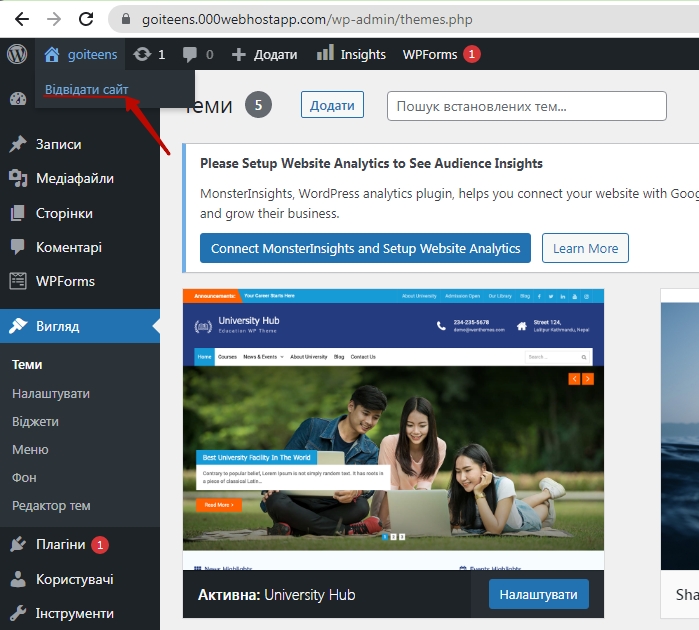 goiteens.000webhostapp.com/wp-admin/themes.php
goiteens 1 0 Додати Insights WPForms 1
Відвідати сайт
Теми 5 Додати Пошук встановлених тем...
Записи
Медіафайли
Сторінки
Коментарі
WPForms
Вигляд
Теми
Налаштувати
Віджети
Меню
Фон
Редактор тем
Плагіни 1
Користувачі
Інструменти
Please Setup Website Analytics to See Audience Insights
MonsterInsights, WordPress analytics plugin, helps you connect your website with Goog
and grow their business.
Connect MonsterInsights and Setup Website Analytics Learn More
Announcements: Your Career Starts Here About University Admission Open Our Library Blog
University Hub
Education WP Theme
234-235-5678
demo@wenthemes.com
Street 124,
Lalitpur Kathmandu, Nepal
Home Courses News & Events About University Blog Contact Us Search ...
Best University Facility In The World
Contrary to popular belief, Lorem Ipsum is not simply random text. It has roots in
a piece of classical Latin...
Read More >
1 2 3
News Highlights Events Highlights
Активна: University Hub Налаштувати
Sha